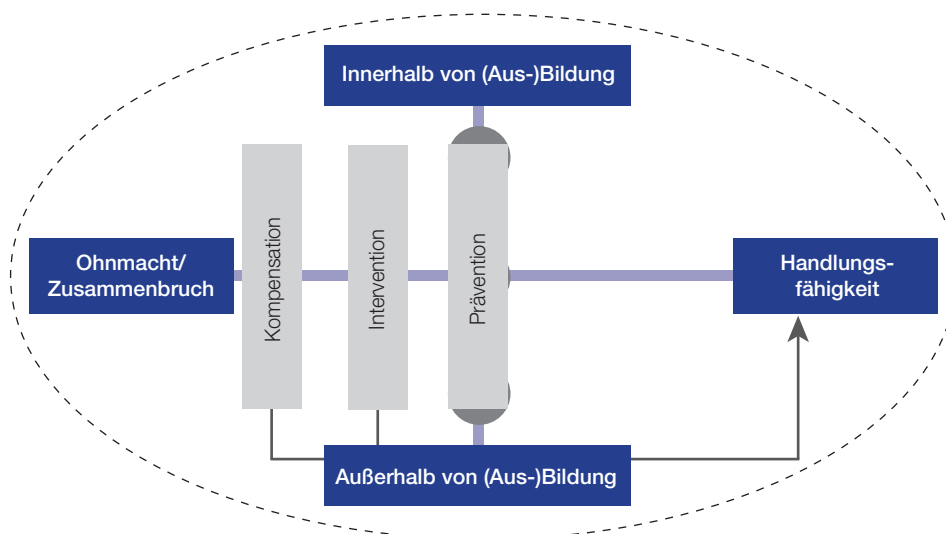 Innerhalb von (Aus-)Bildung
Kompensation
Intervention
Prävention
Ohnmacht/
Zusammenbruch
Handlungs-
fähigkeit
Außerhalb von (Aus-)Bildung